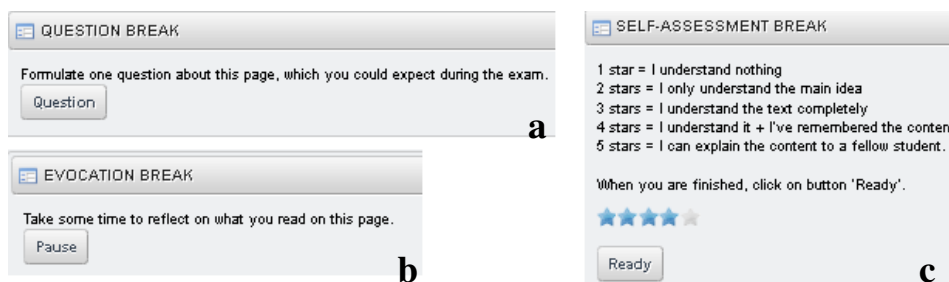 QUESTION BREAK
Formulate one question about this page, which you could expect during the exam.
Question
a
EVOCATION BREAK
Take some time to reflect on what you read on this page.
Pause
b
SELF-ASSESSMENT BREAK
1 star = I understand nothing
2 stars = I only understand the main idea
3 stars = I understand the text completely
4 stars = I understand it + I've remembered the conten
5 stars = I can explain the content to a fellow student.
When you are finished, click on button 'Ready'.
Ready
c